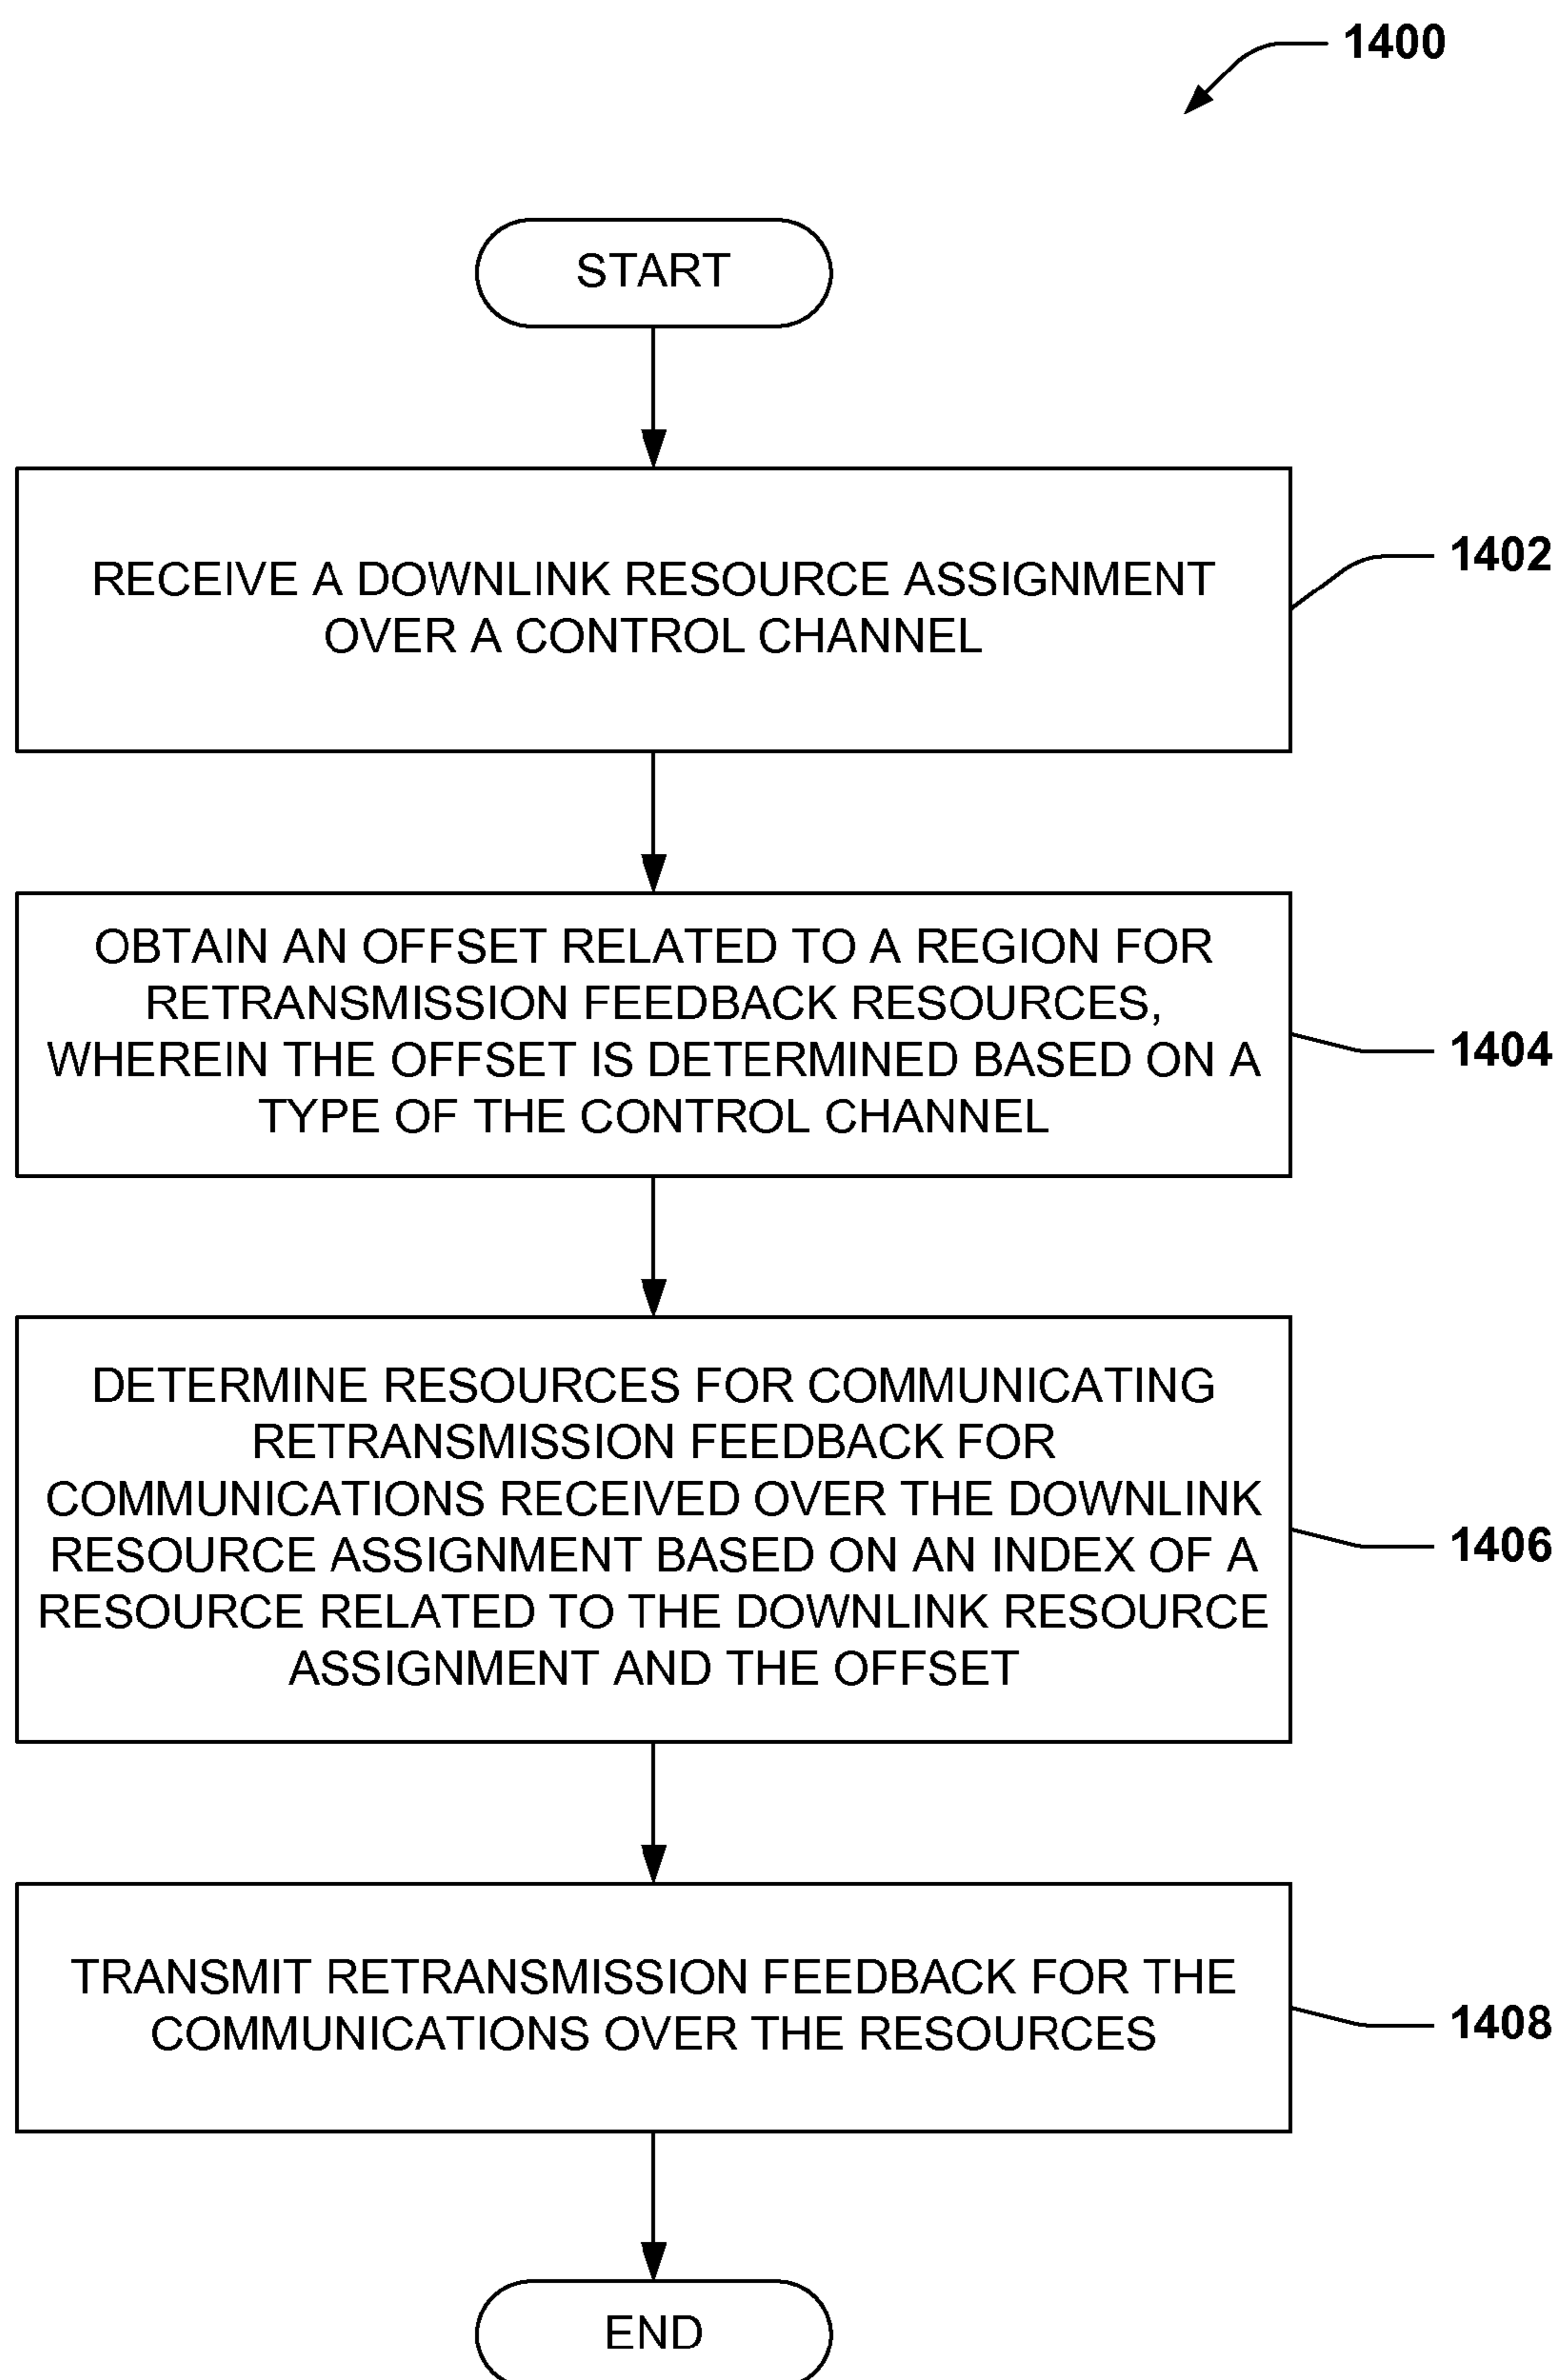 1400
START
RECEIVE A DOWNLINK RESOURCE ASSIGNMENT
OVER A CONTROL CHANNEL
1402
OBTAIN AN OFFSET RELATED TO A REGION FOR
RETRANSMISSION FEEDBACK RESOURCES,
WHEREIN THE OFFSET IS DETERMINED BASED ON A
TYPE OF THE CONTROL CHANNEL
1404
DETERMINE RESOURCES FOR COMMUNICATING
RETRANSMISSION FEEDBACK FOR
COMMUNICATIONS RECEIVED OVER THE DOWNLINK
RESOURCE ASSIGNMENT BASED ON AN INDEX OF A
RESOURCE RELATED TO THE DOWNLINK RESOURCE
ASSIGNMENT AND THE OFFSET
1406
TRANSMIT RETRANSMISSION FEEDBACK FOR THE
COMMUNICATIONS OVER THE RESOURCES
1408
END